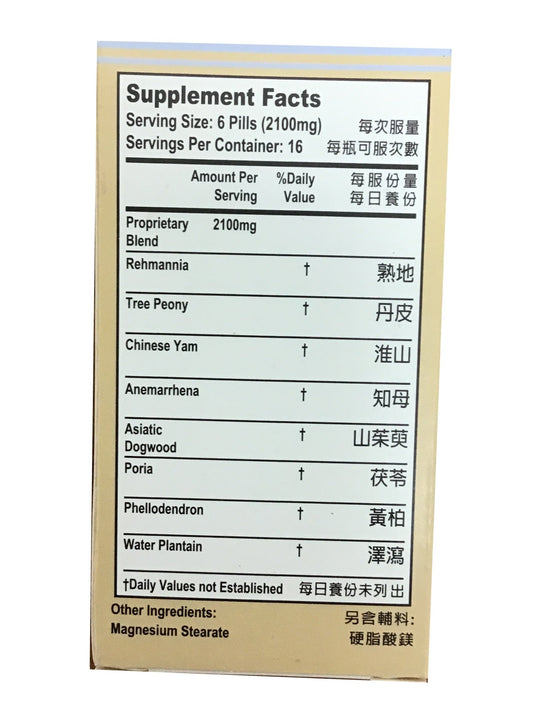 Supplement Facts
Serving Size: 6 Pills (2100mg) 每次服量
Servings Per Container: 16 每瓶可服次數
Amount Per %Daily 每服份量
Serving Value 每日養份
Proprietary 2100mg
Blend
Rehmannia † 熟地
Tree Peony † 丹皮
Chinese Yam † 淮山
Anemarrhena † 知母
Asiatic † 山茱萸
Dogwood
Poria † 茯苓
Phellodendron † 黃柏
Water Plantain † 澤瀉
†Daily Values not Established 每日養份未列出
Other Ingredients: 另含輔料:
Magnesium Stearate 硬脂酸鎂